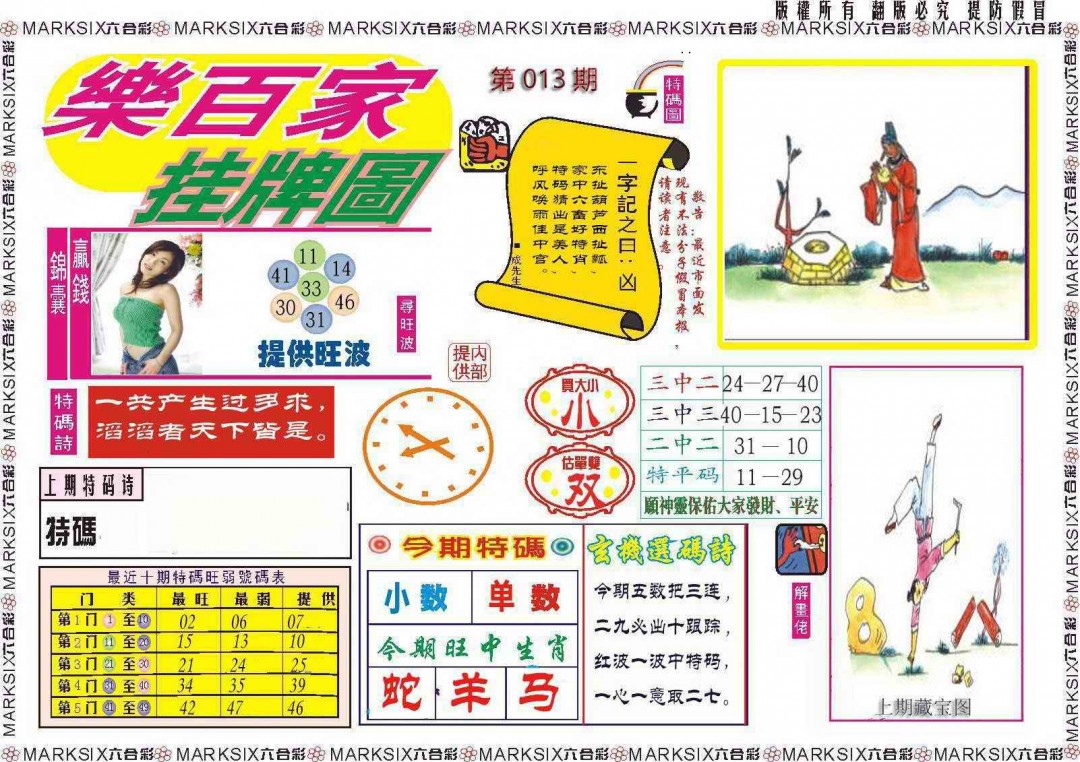 版權所有 翻版必究 提防假冒
MARKSIX六合彩 MARKSIX六合彩 MARKSIX六合彩 MARKSIX六合彩 MARKSIX六合彩 MARKSIX六合彩 MARKSIX六合彩
樂百家
挂牌圖
第 013 期
特碼圖
一字記之曰：凶
东扯葫芦西扯瓢、
家中六畜好特肖、
特码猜出是美人、
呼风唤雨佳中宫。
■成先生
敬告：最近市面发
现有不法分子假冒本报，
请读者注意。
贏錢
錦囊
11
41
14
33
30
46
31
提供旺波
尋旺波
内部
提供
特碼詩
一共产生过多求，
滔滔者天下皆是。
買大小
小
估單雙
双
三中二 24－27－40
三中三 40－15－23
二中二 31－10
特平码 11－29
願神靈保佑大家發財、平安
上期特码诗
特碼
最近十期特碼旺弱號碼表
门 类 最旺 最弱 提供
第1门 1 至 10 02 06 07
第2门 11 至 20 15 13 10
第3门 21 至 30 21 24 25
第4门 31 至 40 34 35 39
第5门 41 至 49 42 47 46
今期特碼
小数 单数
今期旺中生肖
蛇 羊 马
玄機選碼詩
今期五数把三连，
二九必出十跟踪，
红波一波中特码，
一心一意取二七。
解畫佬
8
上期藏宝图
MARKSIX六合彩 MARKSIX六合彩 MARKSIX六合彩 MARKSIX六合彩 MARKSIX六合彩 MARKSIX六合彩 MARKSIX六合彩